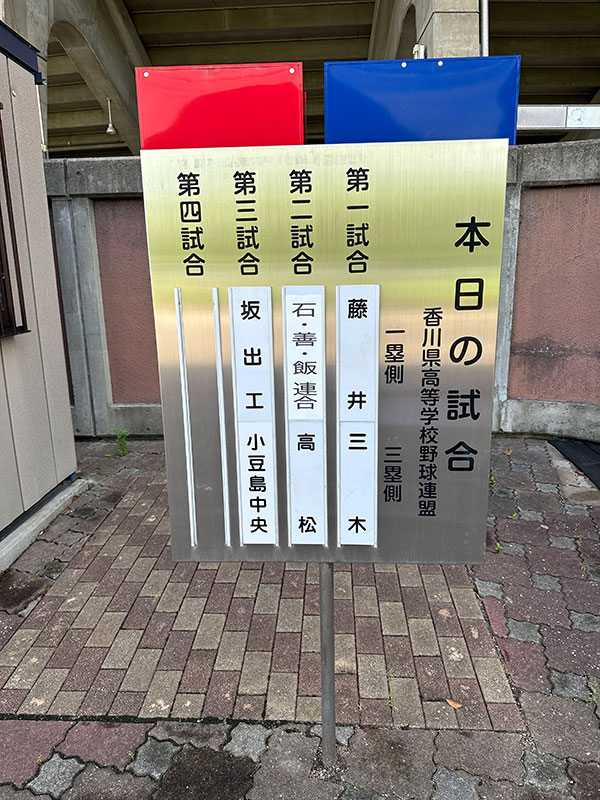 本日の試合
香川県高等学校野球連盟
一塁側 三塁側
第一試合 藤井 三木
第二試合 石・善・飯連合 高松
第三試合 坂出工 小豆島中央
第四試合